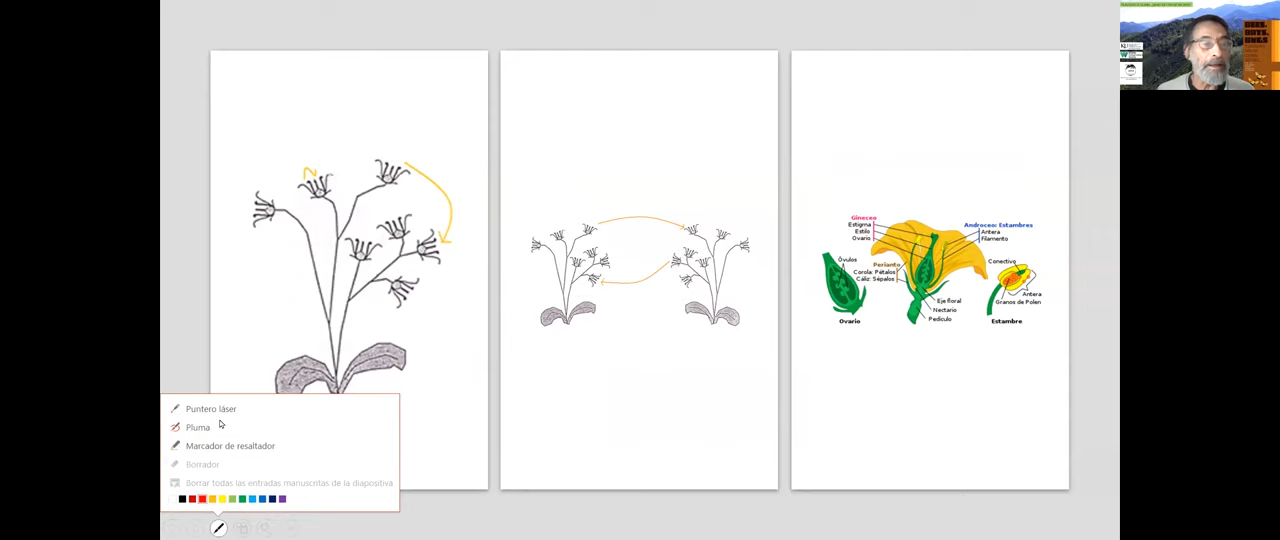 Gineceo
Estigma
Estilo
Ovario
Androceo: Estambres
Antera
Filamento
Óvulos
Perianto
Corola: Pétalos
Cáliz: Sépalos
Conectivo
Antera
Granos de Polen
Eje floral
Nectario
Pedículo
Ovario
Estambre
Puntero láser
Pluma
Marcador de resaltador
Borrador
Borrar todas las entradas manuscritas de la diapositiva